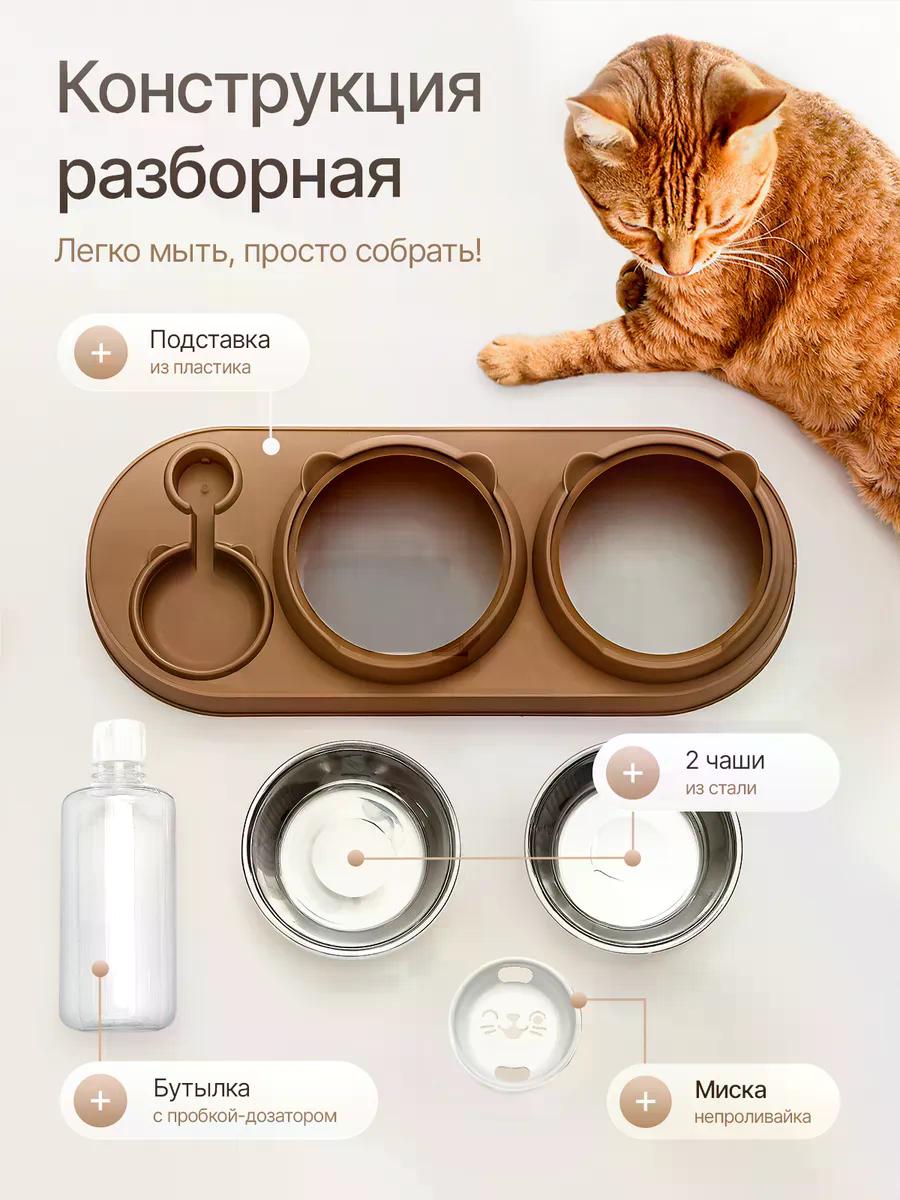 Конструкция
разборная
Легко мыть, просто собрать!
Подставка
из пластика
2 чаши
из стали
Бутылка
с пробкой-дозатором
Миска
непроливайка